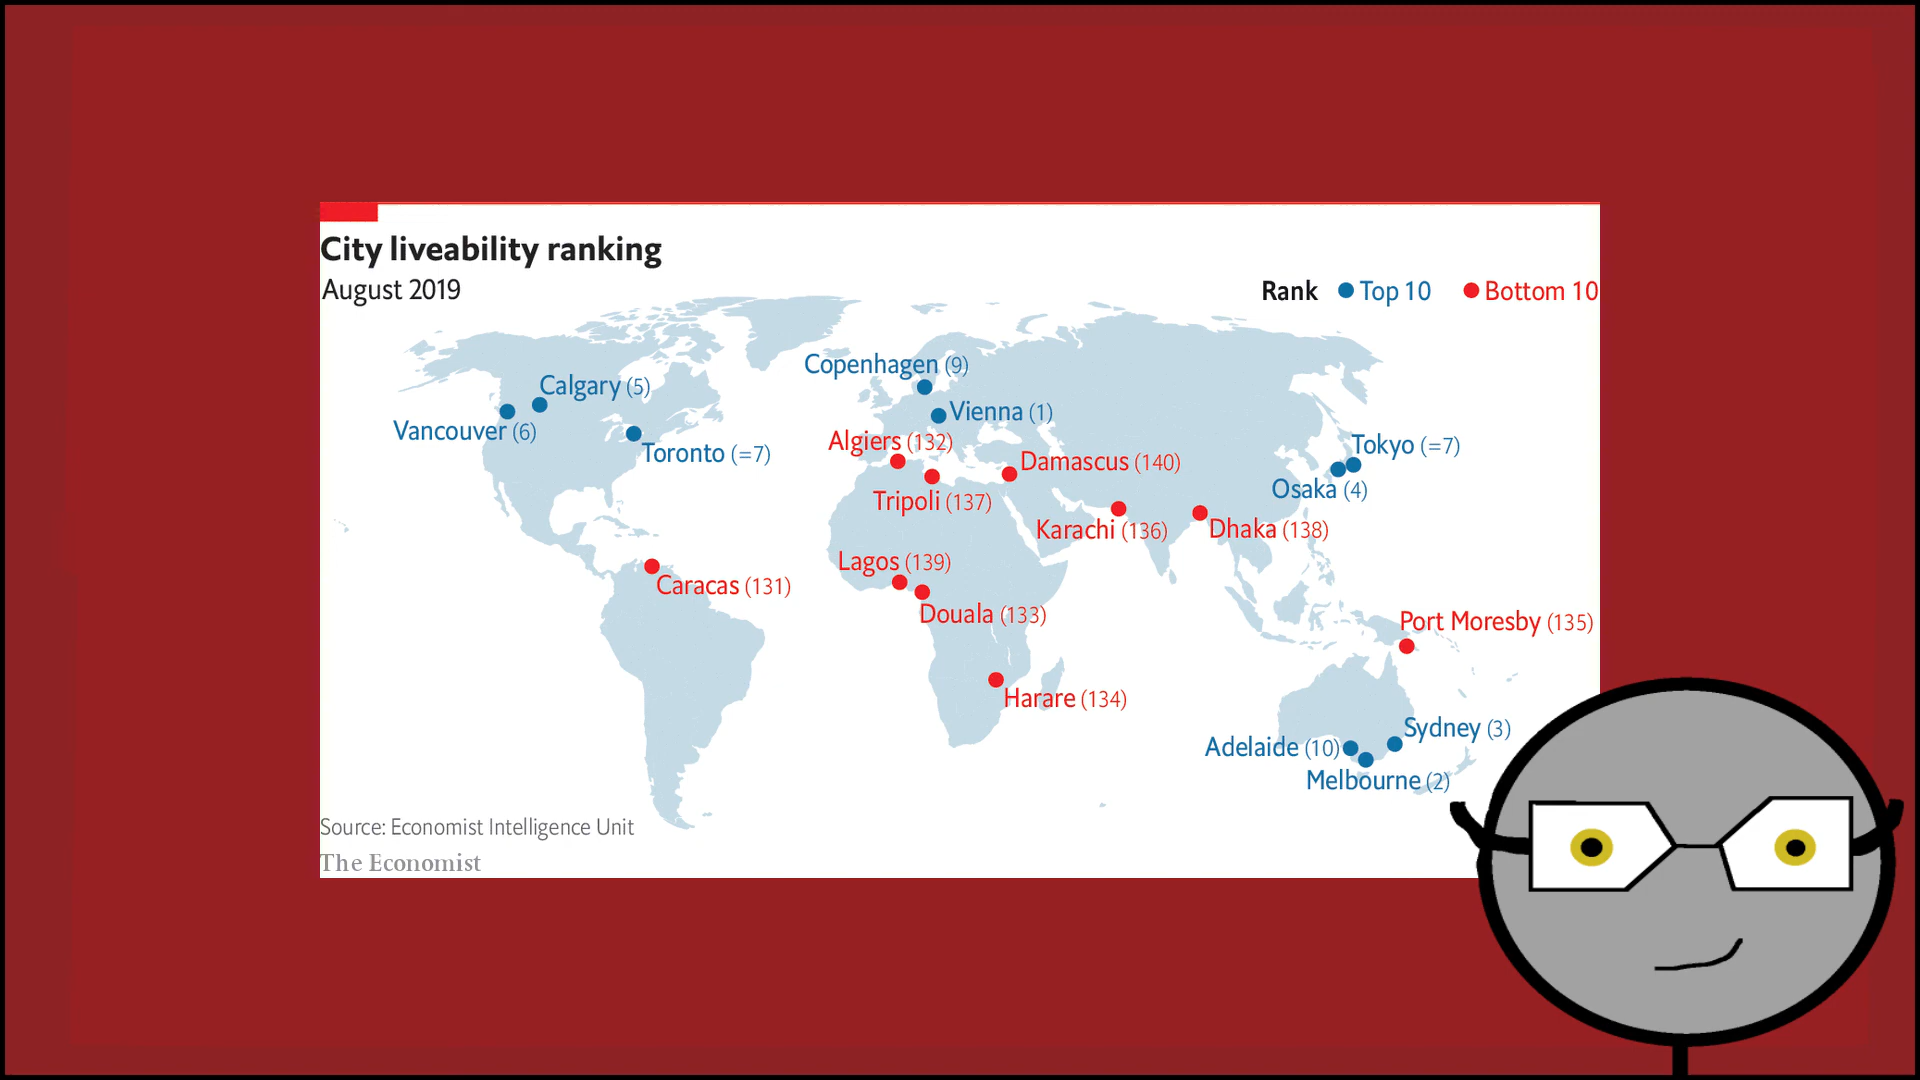 City liveability ranking
August 2019
Rank Top 10 Bottom 10
Copenhagen (9)
Calgary (5)
Vienna (1)
Vancouver (6)
Algiers (132)
Tokyo (=7)
Toronto (=7)
Damascus (140)
Osaka (4)
Tripoli (137)
Karachi (136)
Dhaka (138)
Lagos (139)
Caracas (131)
Douala (133)
Port Moresby (135)
Harare (134)
Sydney (3)
Adelaide (10)
Melbourne (2)
Source: Economist Intelligence Unit
The Economist